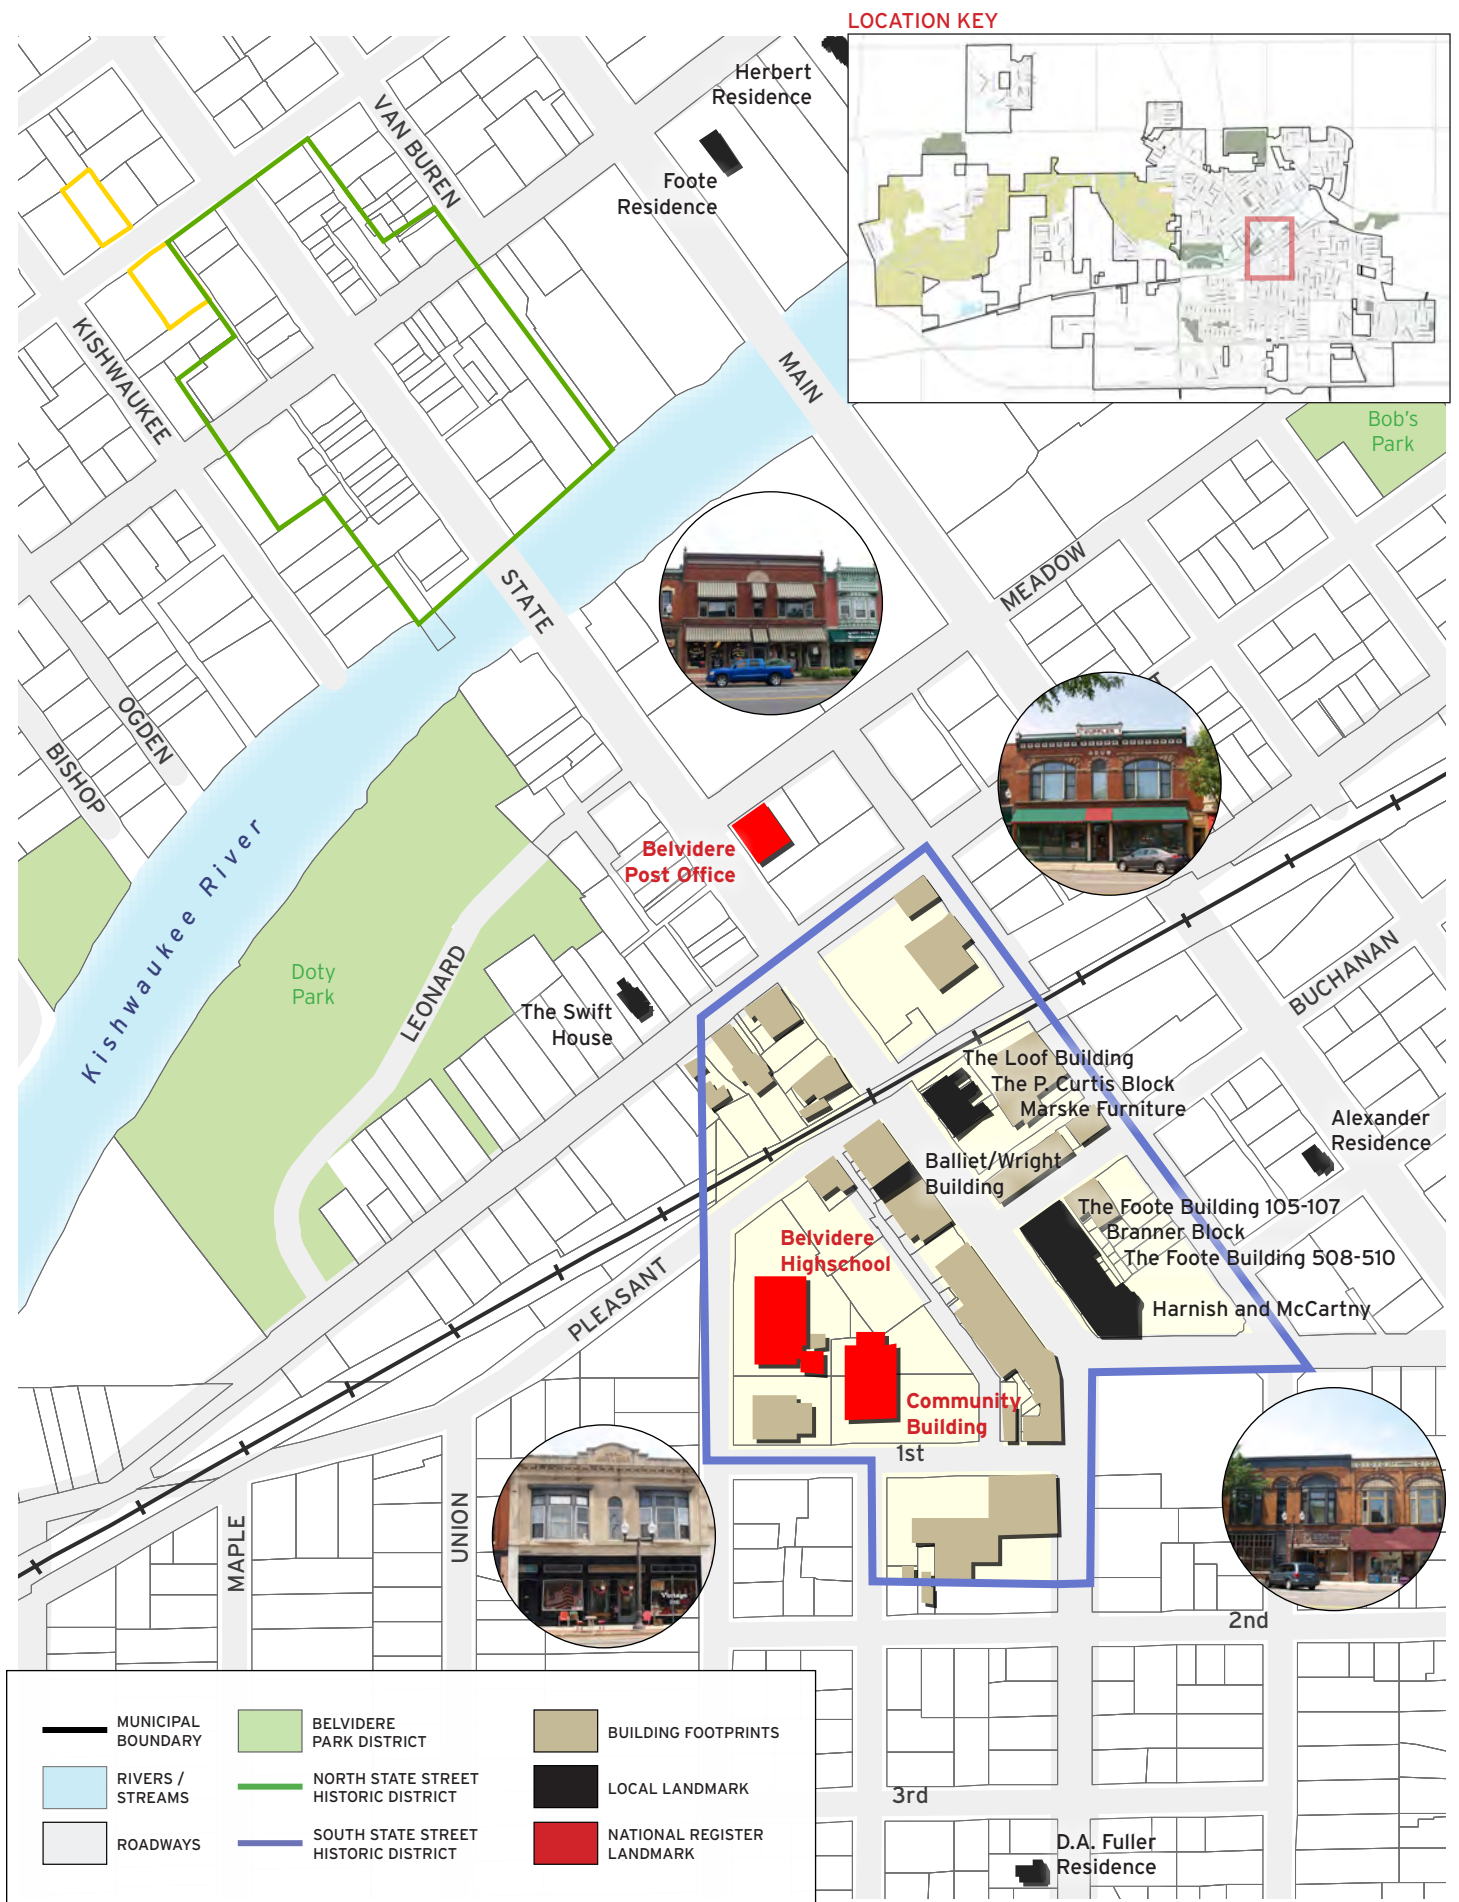 LOCATION KEY
Herbert
Residence
VAN BUREN
Foote
Residence
KISHWAUKEE
MAIN
Bob's
Park
MEADOW
STATE
OGDEN
BISHOP
Kishwaukee River
Belvidere
Post Office
LEONARD
Doty
Park
BUCHANAN
The Swift
House
The Loof Building
The P. Curtis Block
Marske Furniture
Alexander
Residence
Balliet/Wright
Building
The Foote Building 105-107
Branner Block
The Foote Building 508-510
Belvidere
Highschool
PLEASANT
Harnish and McCartny
Community
Building
1st
MAPLE
UNION
2nd
3rd
D.A. Fuller
Residence
MUNICIPAL
BOUNDARY
RIVERS /
STREAMS
ROADWAYS
BELVIDERE
PARK DISTRICT
NORTH STATE STREET
HISTORIC DISTRICT
SOUTH STATE STREET
HISTORIC DISTRICT
BUILDING FOOTPRINTS
LOCAL LANDMARK
NATIONAL REGISTER
LANDMARK